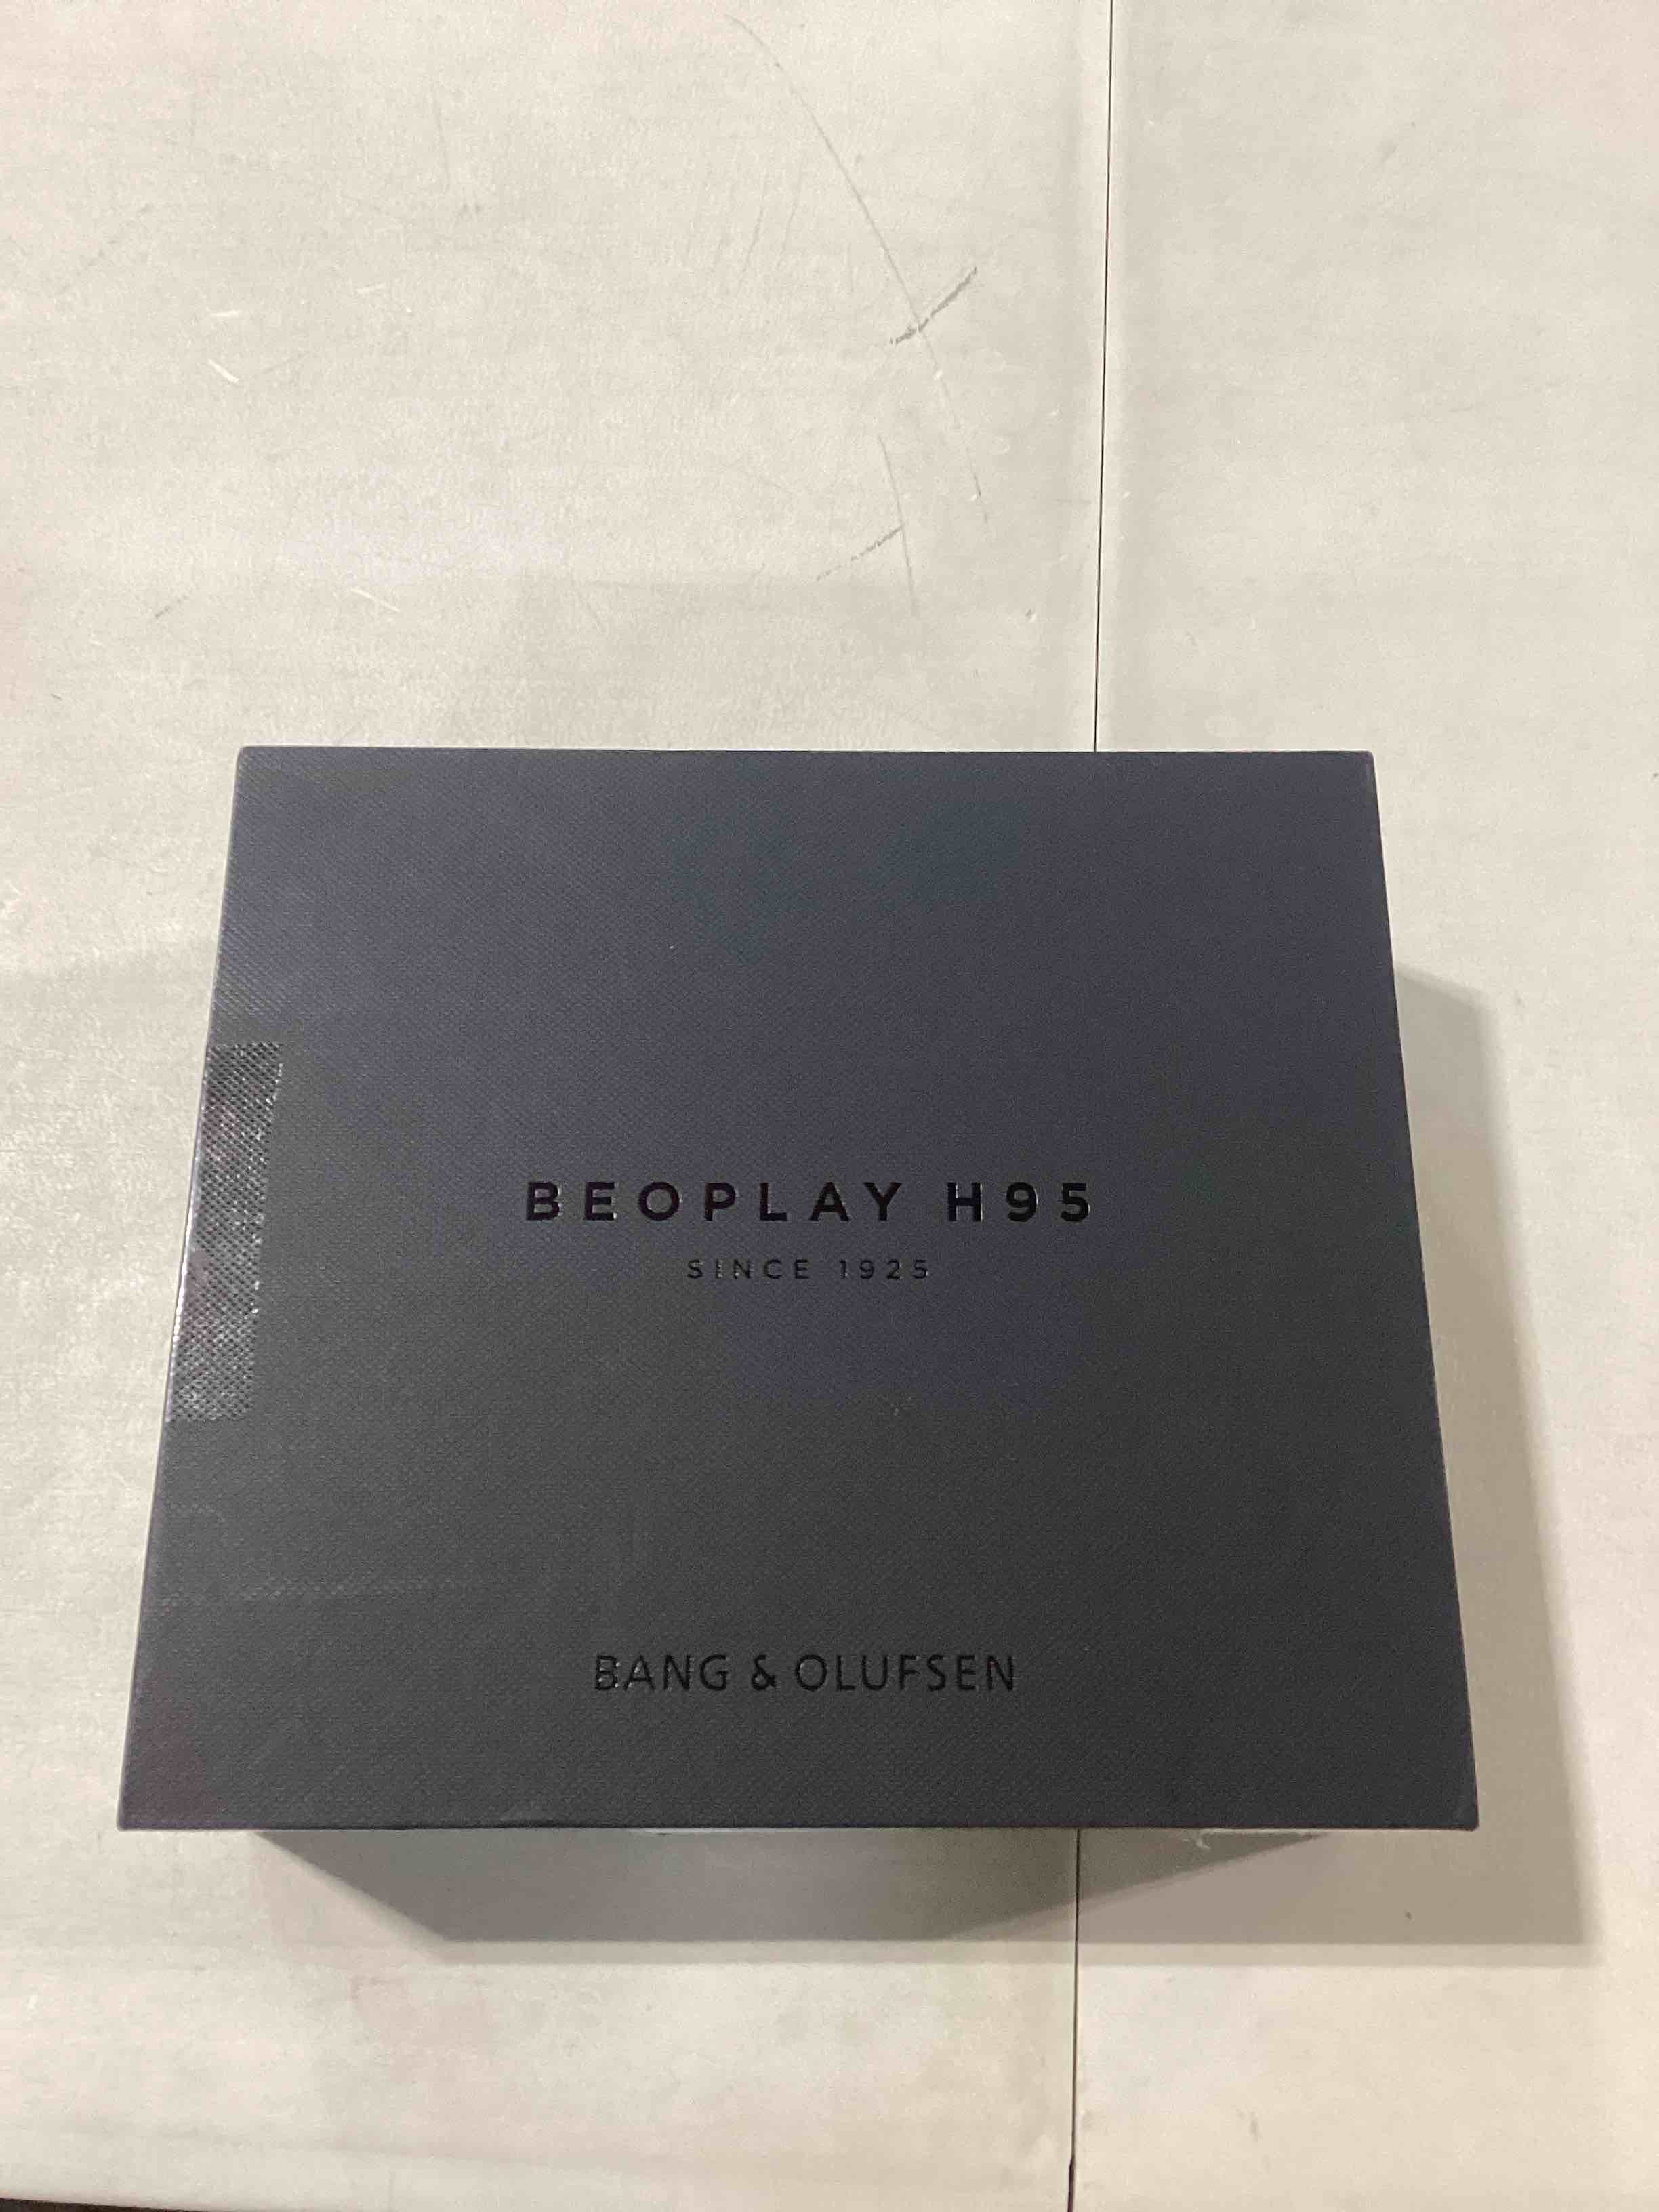 BEOPLAY H95
SINCE 1925
BANG & OLUFSEN